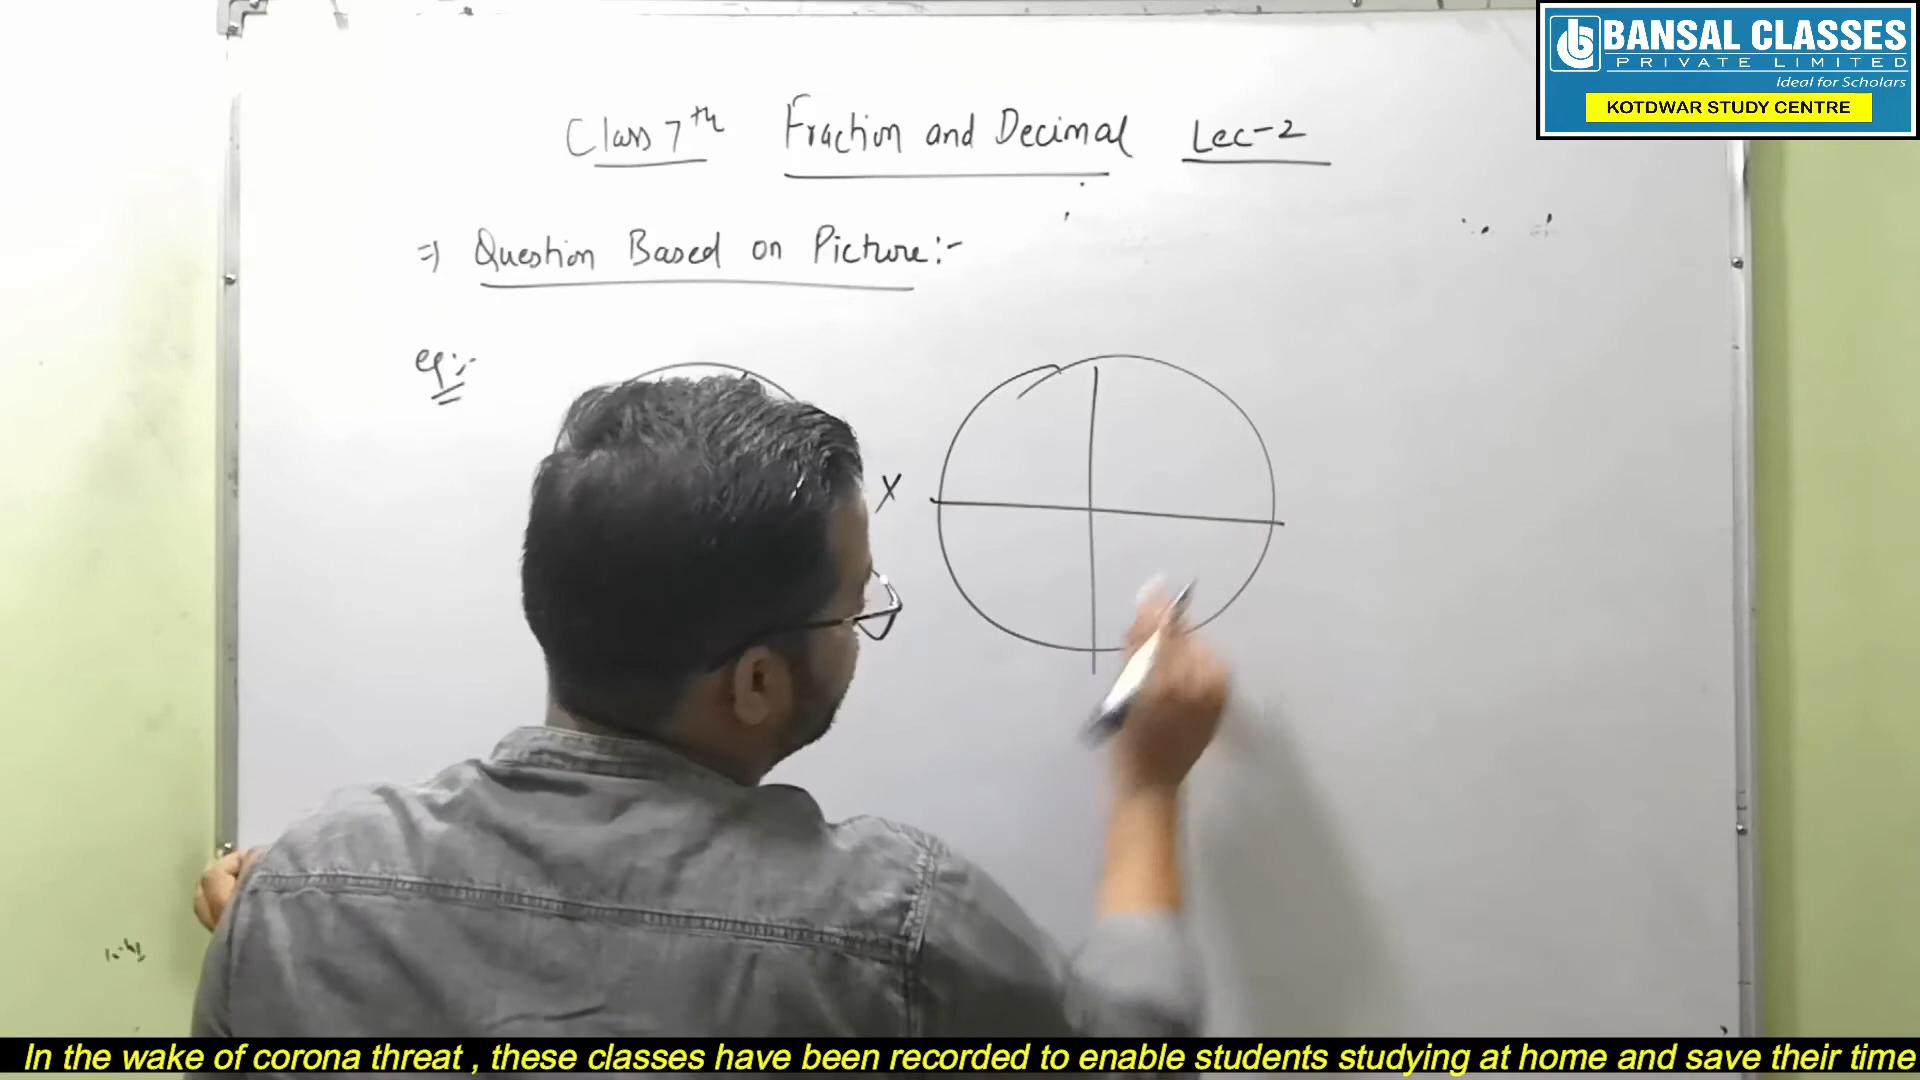 BANSAL CLASSES
PRIVATE LIMITED
Ideal for Scholars
KOTDWAR STUDY CENTRE
Class 7th Fraction and Decimal Lec-2
⇒ Question Based on Picture:-
eg:-
X
In the wake of corona threat , these classes have been recorded to enable students studying at home and save their time